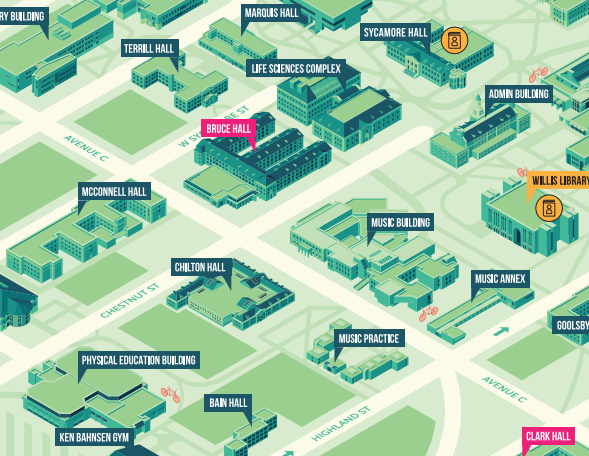 RY BUILDING
MARQUIS HALL
SYCAMORE HALL
TERRILL HALL
LIFE SCIENCES COMPLEX
ADMIN BUILDING
ST
BRUCE HALL
AVENUE C
WILLIS LIBRARY
MCCONNELL HALL
MUSIC BUILDING
CHILTON HALL
MUSIC ANNEX
CHESTNUT ST
GOOLSBY
MUSIC PRACTICE
PHYSICAL EDUCATION BUILDING
AVENUE C
BAIN HALL
HIGHLAND ST
KEN BAHNSEN GYM
CLARK HALL